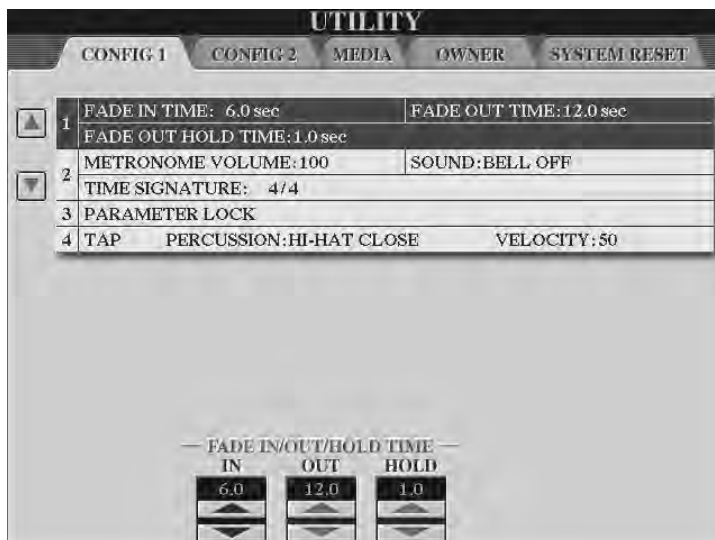 UTILITY
CONFIG 1 CONFIG 2 MEDIA OWNER SYSTEM RESET
1 FADE IN TIME: 6.0 sec FADE OUT TIME:12.0 sec
FADE OUT HOLD TIME:1.0 sec
2 METRONOME VOLUME:100 SOUND:BELL OFF
TIME SIGNATURE: 4/4
3 PARAMETER LOCK
4 TAP PERCUSSION:HI-HAT CLOSE VELOCITY:50
FADE IN/OUT/HOLD TIME
IN OUT HOLD
6.0 12.0 1.0